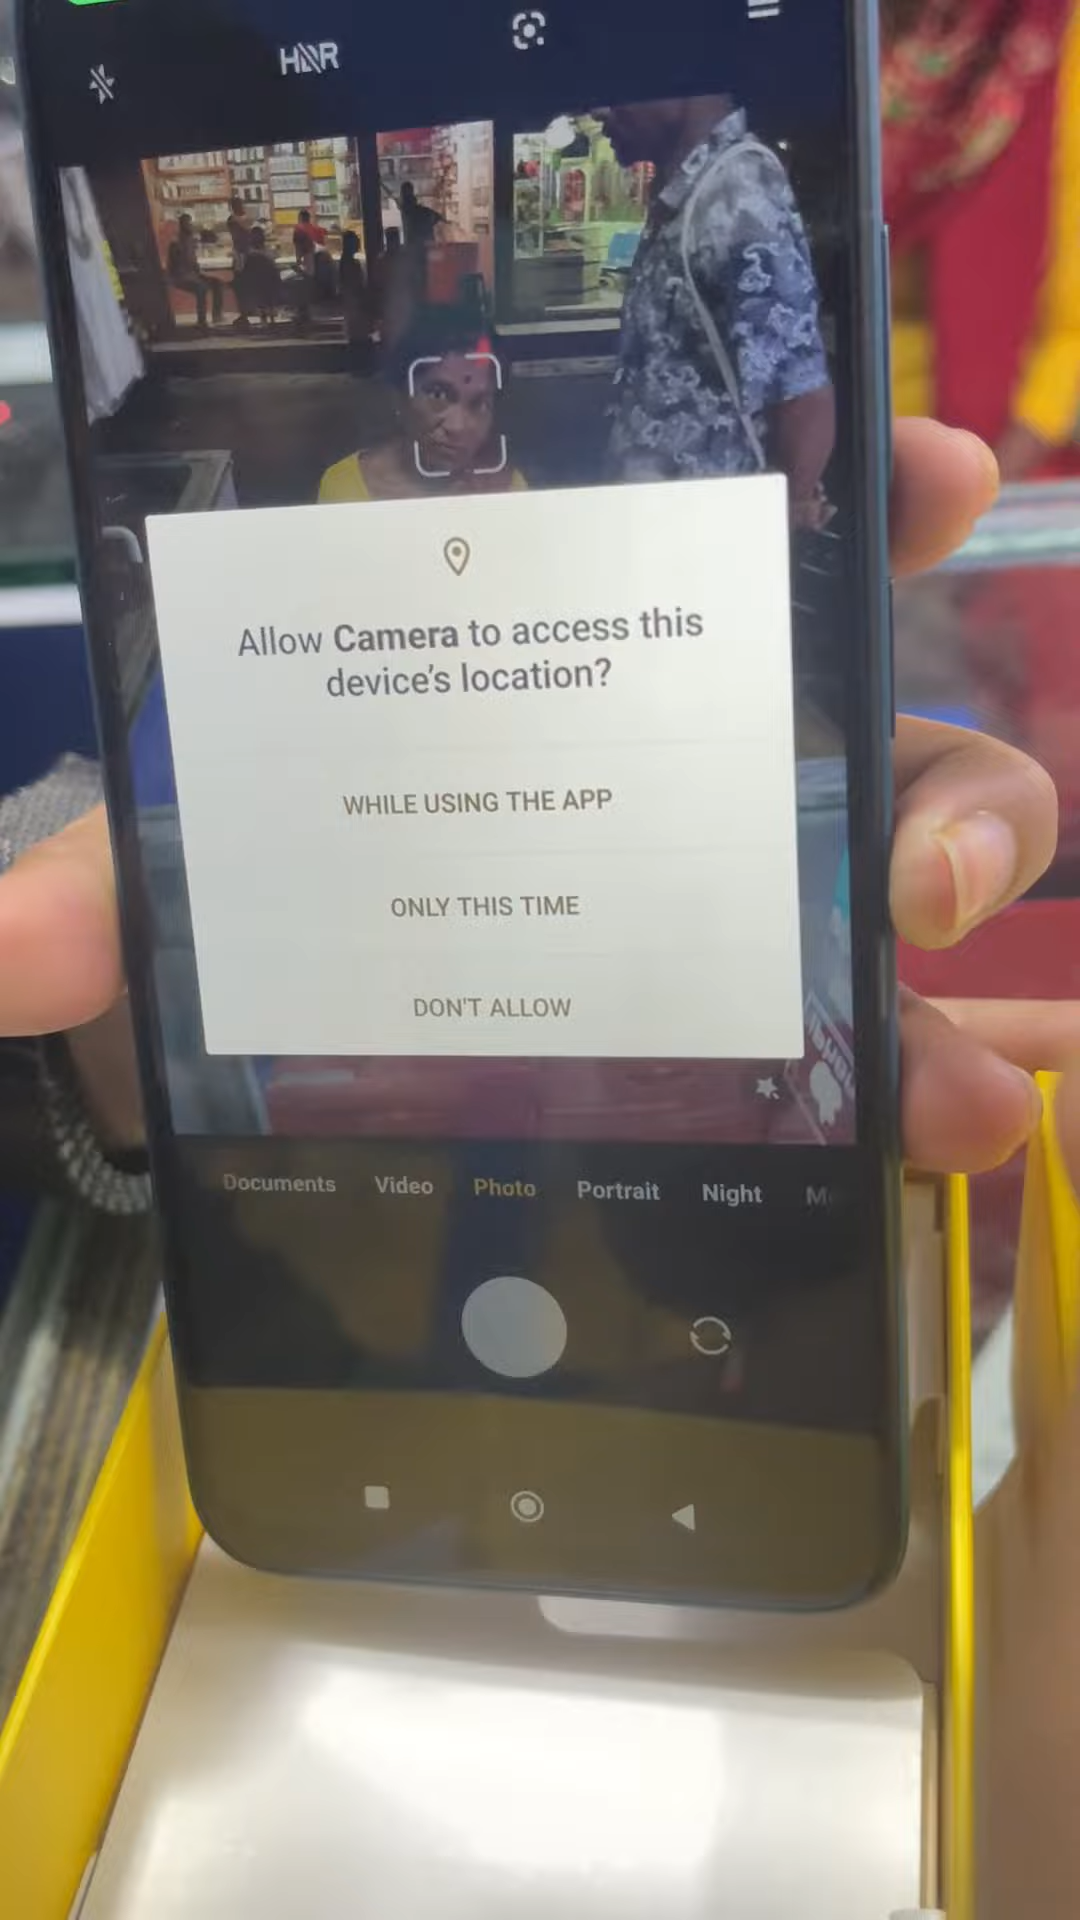 HDR
Allow Camera to access this
device's location?
WHILE USING THE APP
ONLY THIS TIME
DON'T ALLOW
Documents
Video
Photo
Portrait
Night